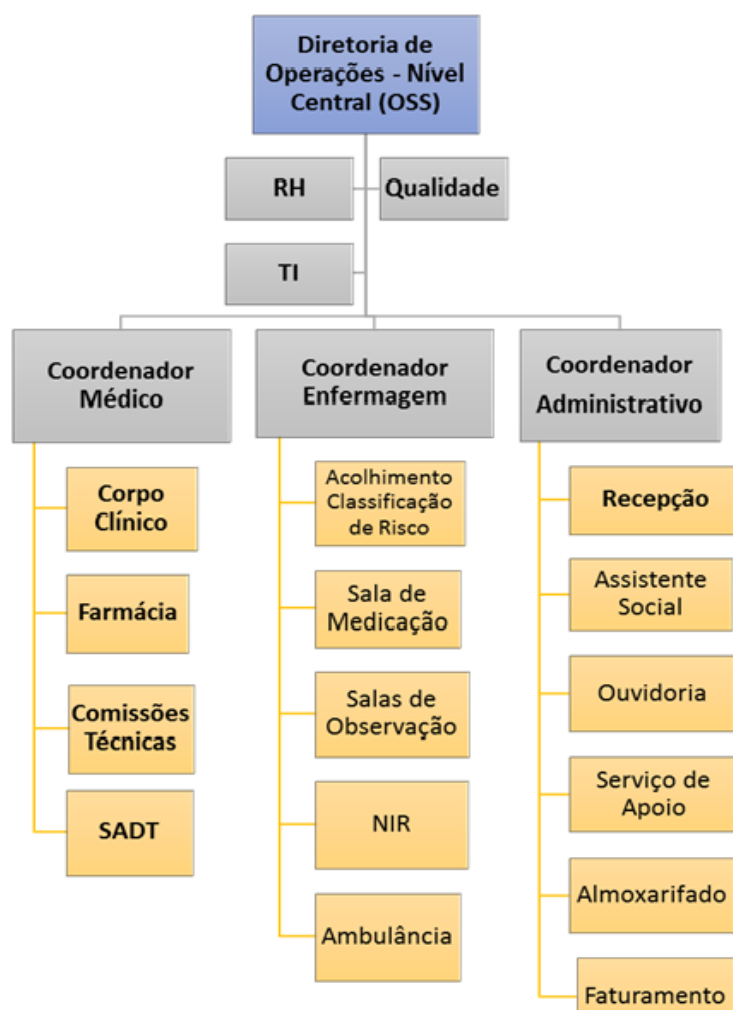 Diretoria de
Operações - Nível
Central (OSS)
RH
Qualidade
TI
Coordenador
Médico
Corpo
Clínico
Farmácia
Comissões
Técnicas
SADT
Coordenador
Enfermagem
Acolhimento
Classificação
de Risco
Sala de
Medicação
Salas de
Observação
NIR
Ambulância
Coordenador
Administrativo
Recepção
Assistente
Social
Ouvidoria
Serviço de
Apoio
Almoxarifado
Faturamento